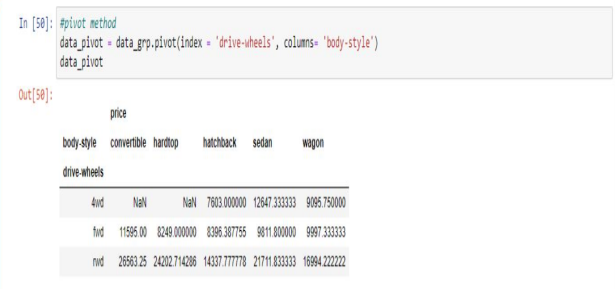 In [50]: #pivot method
data_pivot = data_grp.pivot(index = 'drive-wheels', columns= 'body-style')
data_pivot
Out[50]:
price
body-style convertible hardtop hatchback sedan wagon
drive-wheels
4wd NaN NaN 7603.000000 12647.333333 9095.750000
fwd 11595.00 8249.000000 8396.387755 9811.800000 9997.333333
rwd 26563.25 24202.714286 14337.777778 21711.833333 16994.222222